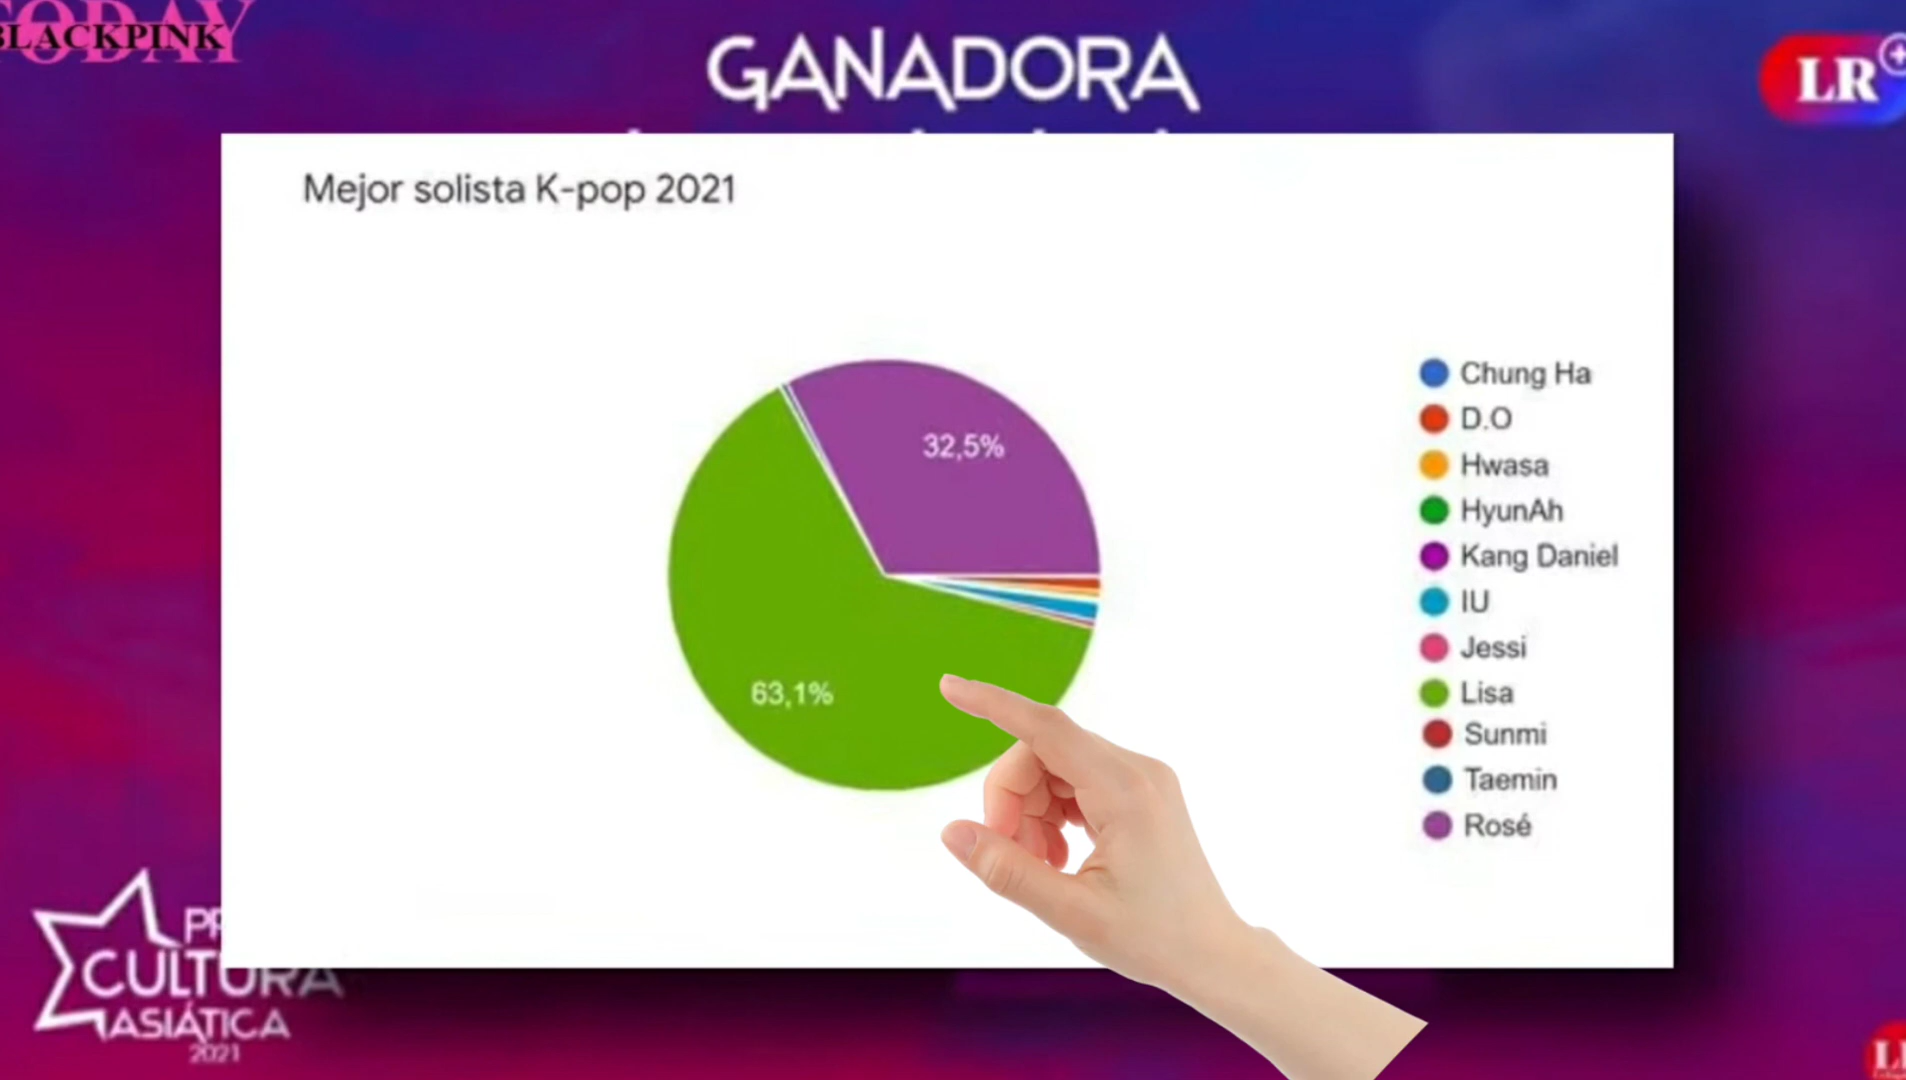 TODAY
BLACKPINK
GANADORA
LR+
Mejor solista K-pop 2021
32,5%
63,1%
Chung Ha
D.O
Hwasa
HyunAh
Kang Daniel
IU
Jessi
Lisa
Sunmi
Taemin
Rosé
CULTURA
ASIÁTICA
2021